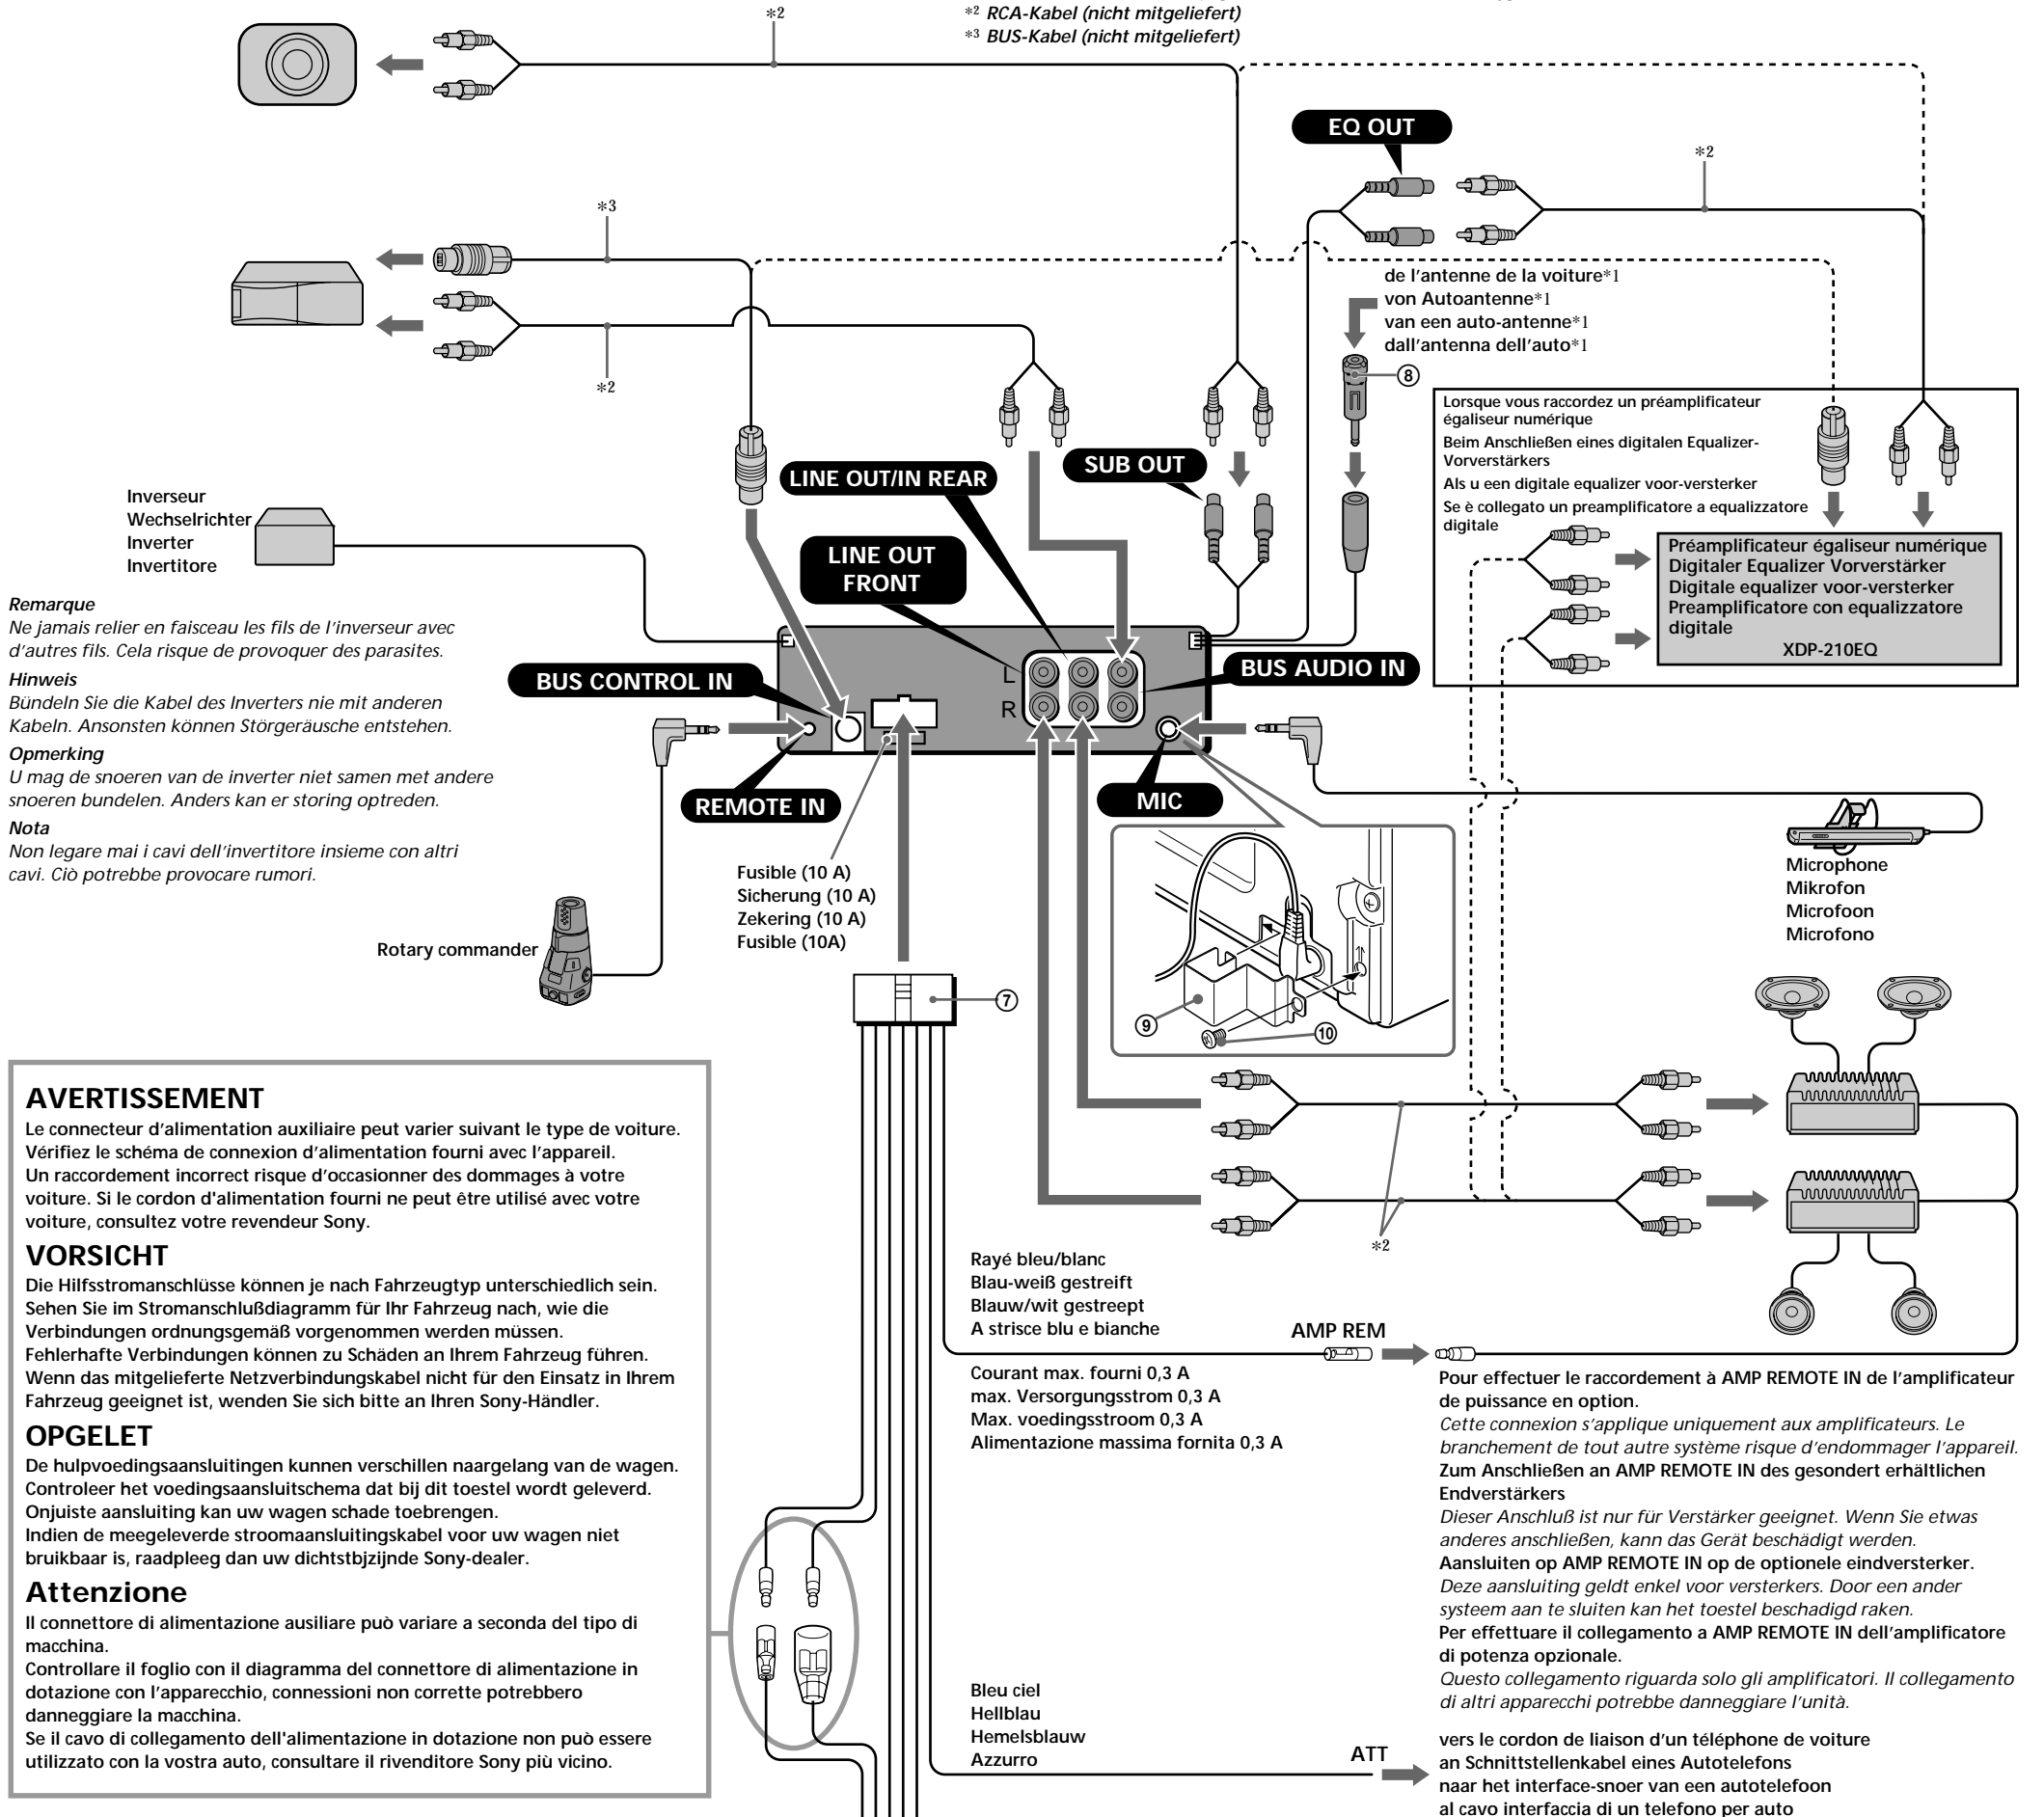 *2
*2 RCA-Kabel (nicht mitgeliefert)
*3 BUS-Kabel (nicht mitgeliefert)
EQ OUT
*2
*3
*2
de l'antenne de la voiture*1
von Autoantenne*1
van een auto-antenne*1
dall'antenna dell'auto*1
⑧
Lorsque vous raccordez un préamplificateur
égaliseur numérique
Beim Anschließen eines digitalen Equalizer-
Vorverstärkers
Als u een digitale equalizer voor-versterker
Se è collegato un preamplificatore a equalizzatore
digitale
Préamplificateur égaliseur numérique
Digitaler Equalizer Vorverstärker
Digitale equalizer voor-versterker
Preamplificatore con equalizzatore
digitale
XDP-210EQ
SUB OUT
LINE OUT/IN REAR
LINE OUT
FRONT
Inverseur
Wechselrichter
Inverter
Invertitore
Remarque
Ne jamais relier en faisceau les fils de l'inverseur avec
d'autres fils. Cela risque de provoquer des parasites.
Hinweis
Bündeln Sie die Kabel des Inverters nie mit anderen
Kabeln. Ansonsten können Störgeräusche entstehen.
Opmerking
U mag de snoeren van de inverter niet samen met andere
snoeren bundelen. Anders kan er storing optreden.
Nota
Non legare mai i cavi dell'invertitore insieme con altri
cavi. Ciò potrebbe provocare rumori.
BUS CONTROL IN
L
R
BUS AUDIO IN
REMOTE IN
MIC
Fusible (10 A)
Sicherung (10 A)
Zekering (10 A)
Fusible (10A)
Rotary commander
⑦
⑨
⑩
Microphone
Mikrofon
Microfoon
Microfono
AVERTISSEMENT
Le connecteur d'alimentation auxiliaire peut varier suivant le type de voiture.
Vérifiez le schéma de connexion d'alimentation fourni avec l'appareil.
Un raccordement incorrect risque d'occasionner des dommages à votre
voiture. Si le cordon d'alimentation fourni ne peut être utilisé avec votre
voiture, consultez votre revendeur Sony.
VORSICHT
Die Hilfsstromanschlüsse können je nach Fahrzeugtyp unterschiedlich sein.
Sehen Sie im Stromanschlußdiagramm für Ihr Fahrzeug nach, wie die
Verbindungen ordnungsgemäß vorgenommen werden müssen.
Fehlerhafte Verbindungen können zu Schäden an Ihrem Fahrzeug führen.
Wenn das mitgelieferte Netzverbindungskabel nicht für den Einsatz in Ihrem
Fahrzeug geeignet ist, wenden Sie sich bitte an Ihren Sony-Händler.
OPGELET
De hulpvoedingsaansluitingen kunnen verschillen naargelang van de wagen.
Controleer het voedingsaansluitschema dat bij dit toestel wordt geleverd.
Onjuiste aansluiting kan uw wagen schade toebrengen.
Indien de meegeleverde stroomaansluitingskabel voor uw wagen niet
bruikbaar is, raadpleeg dan uw dichtstbjzijnde Sony-dealer.
Attenzione
Il connettore di alimentazione ausiliare può variare a seconda del tipo di
macchina.
Controllare il foglio con il diagramma del connettore di alimentazione in
dotazione con l'apparecchio, connessioni non corrette potrebbero
danneggiare la macchina.
Se il cavo di collegamento dell'alimentazione in dotazione non può essere
utilizzato con la vostra auto, consultare il rivenditore Sony più vicino.
*2
Rayé bleu/blanc
Blau-weiß gestreift
Blauw/wit gestreept
A strisce blu e bianche
AMP REM
Courant max. fourni 0,3 A
max. Versorgungsstrom 0,3 A
Max. voedingsstroom 0,3 A
Alimentazione massima fornita 0,3 A
Pour effectuer le raccordement à AMP REMOTE IN de l'amplificateur
de puissance en option.
Cette connexion s'applique uniquement aux amplificateurs. Le
branchement de tout autre système risque d'endommager l'appareil.
Zum Anschließen an AMP REMOTE IN des gesondert erhältlichen
Endverstärkers
Dieser Anschluß ist nur für Verstärker geeignet. Wenn Sie etwas
anderes anschließen, kann das Gerät beschädigt werden.
Aansluiten op AMP REMOTE IN op de optionele eindversterker.
Deze aansluiting geldt enkel voor versterkers. Door een ander
systeem aan te sluiten kan het toestel beschadigd raken.
Per effettuare il collegamento a AMP REMOTE IN dell'amplificatore
di potenza opzionale.
Questo collegamento riguarda solo gli amplificatori. Il collegamento
di altri apparecchi potrebbe danneggiare l'unità.
Bleu ciel
Hellblau
Hemelsblauw
Azzurro
ATT
vers le cordon de liaison d'un téléphone de voiture
an Schnittstellenkabel eines Autotelefons
naar het interface-snoer van een autotelefoon
al cavo interfaccia di un telefono per auto